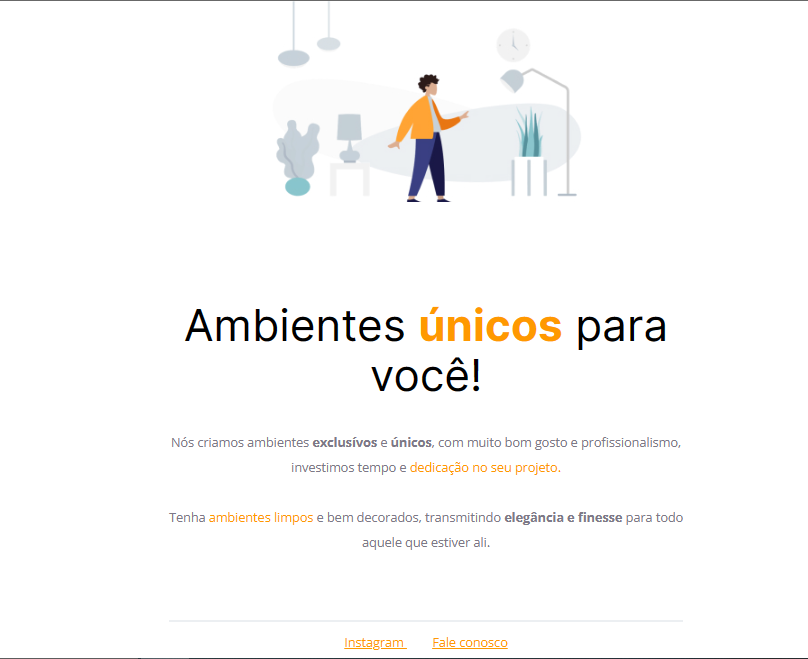 Ambientes únicos para
você!
Nós criamos ambientes exclusívos e únicos, com muito bom gosto e profissionalismo,
investimos tempo e dedicação no seu projeto.
Tenha ambientes limpos e bem decorados, transmitindo elegância e finesse para todo
aquele que estiver ali.
Instagram Fale conosco